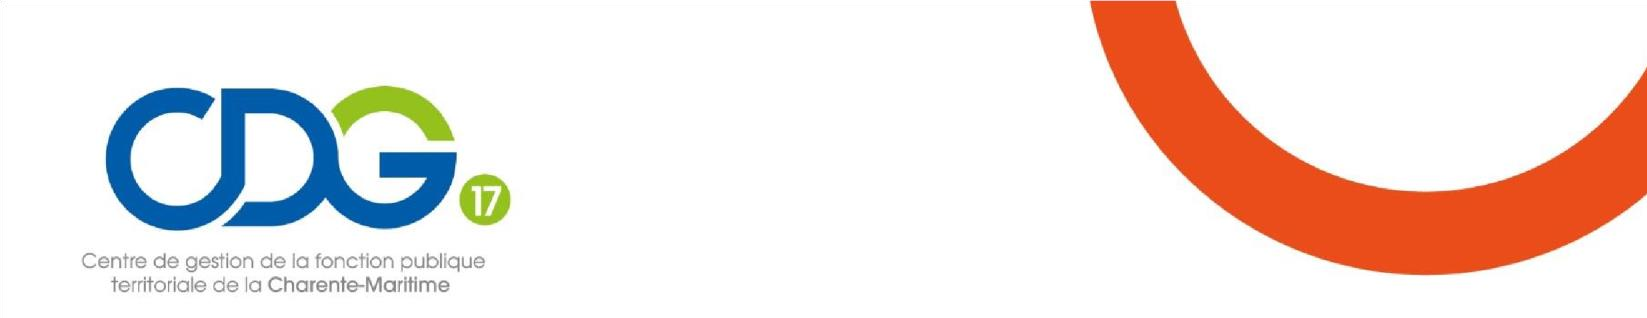 CDG
17
Centre de gestion de la fonction publique
territoriale de la Charente-Maritime